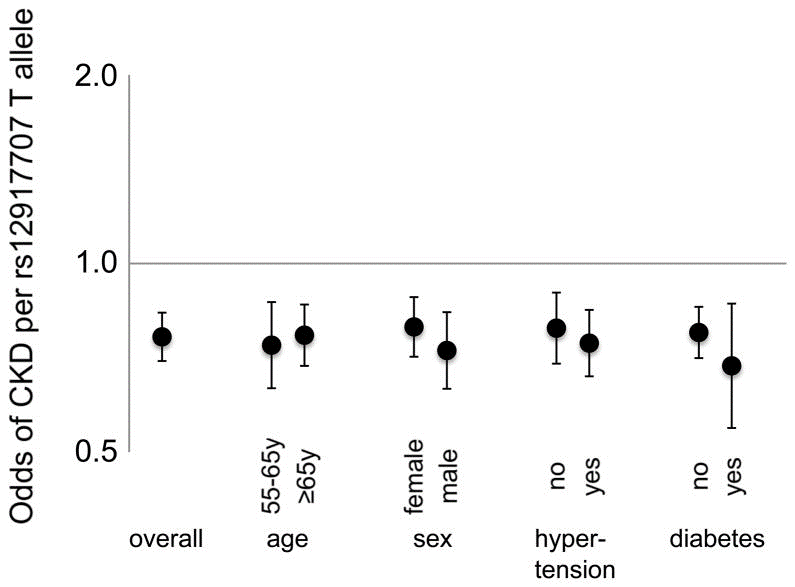 Odds of CKD per rs12917707 T allele
2.0
1.0
0.5
55-65y
≥65y
female
male
no
yes
no
yes
overall
age
sex
hyper-
tension
diabetes